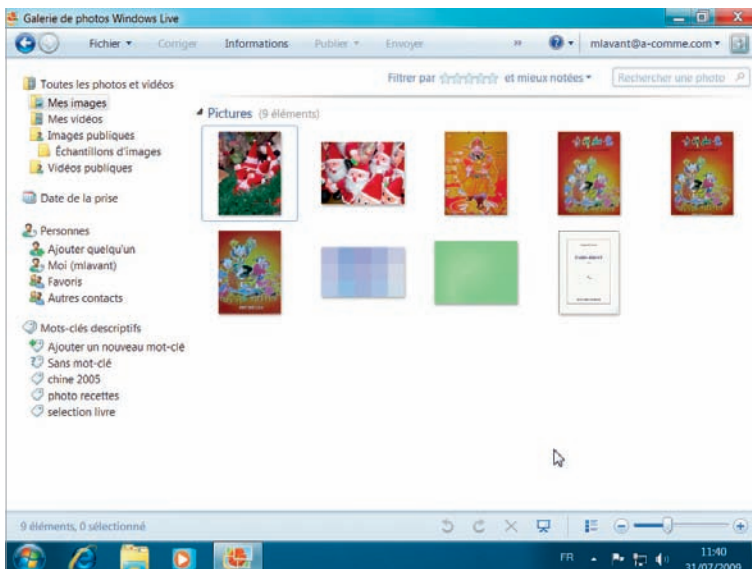 Galerie de photos Windows Live
Fichier Corriger Informations Publier Envoyer » mlavant@a-comme.com
Filtrer par et mieux notées Rechercher une photo
Toutes les photos et vidéos
Mes images
Mes vidéos
Images publiques
Échantillons d'images
Vidéos publiques
Date de la prise
Personnes
Ajouter quelqu'un
Moi (mlavant)
Favoris
Autres contacts
Mots-clés descriptifs
Ajouter un nouveau mot-clé
Sans mot-clé
chine 2005
photo recettes
selection livre
Pictures (9 éléments)
9 éléments, 0 sélectionné
FR
11:40
31/07/2009